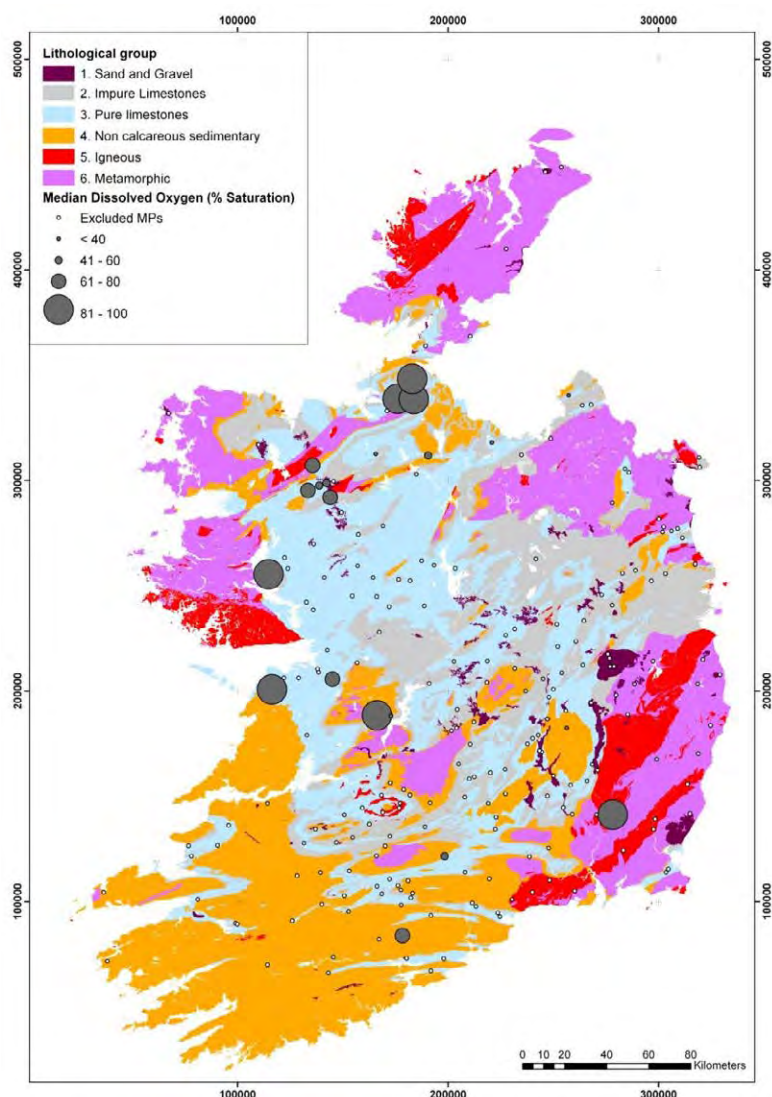 100000 200000 300000
500000 500000
Lithological group
1. Sand and Gravel
2. Impure Limestones
3. Pure limestones
4. Non calcareous sedimentary
5. Igneous
6. Metamorphic
Median Dissolved Oxygen (% Saturation)
Excluded MPs
< 40
41 - 60
61 - 80
81 - 100
400000 400000
300000 300000
200000 200000
100000 100000
0 10 20 40 60 80
Kilometers
100000 200000 300000